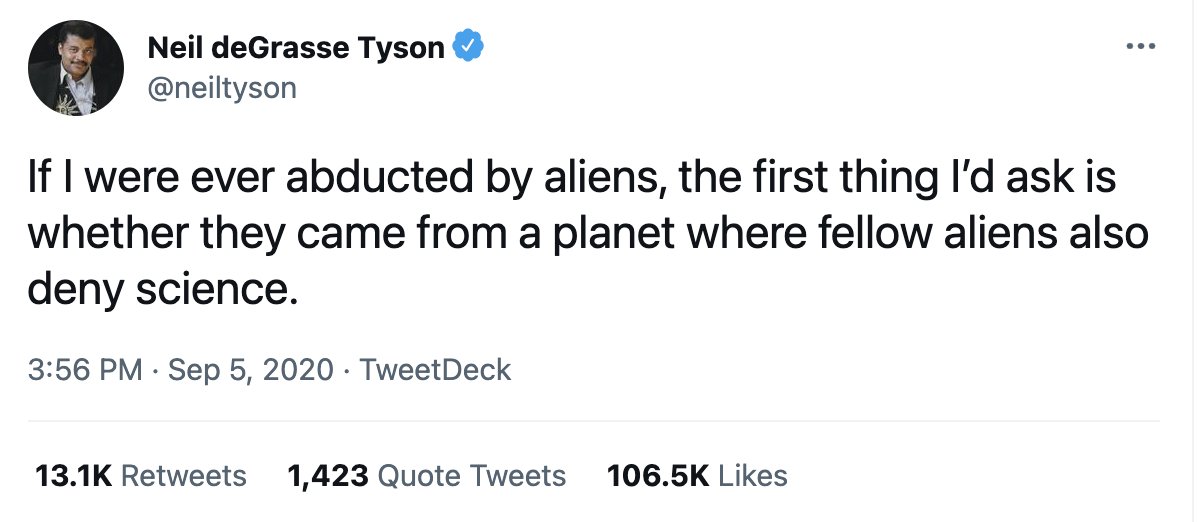 Neil deGrasse Tyson
@neiltyson
If I were ever abducted by aliens, the first thing I’d ask is
whether they came from a planet where fellow aliens also
deny science.
3:56 PM · Sep 5, 2020 · TweetDeck
13.1K Retweets 1,423 Quote Tweets 106.5K Likes